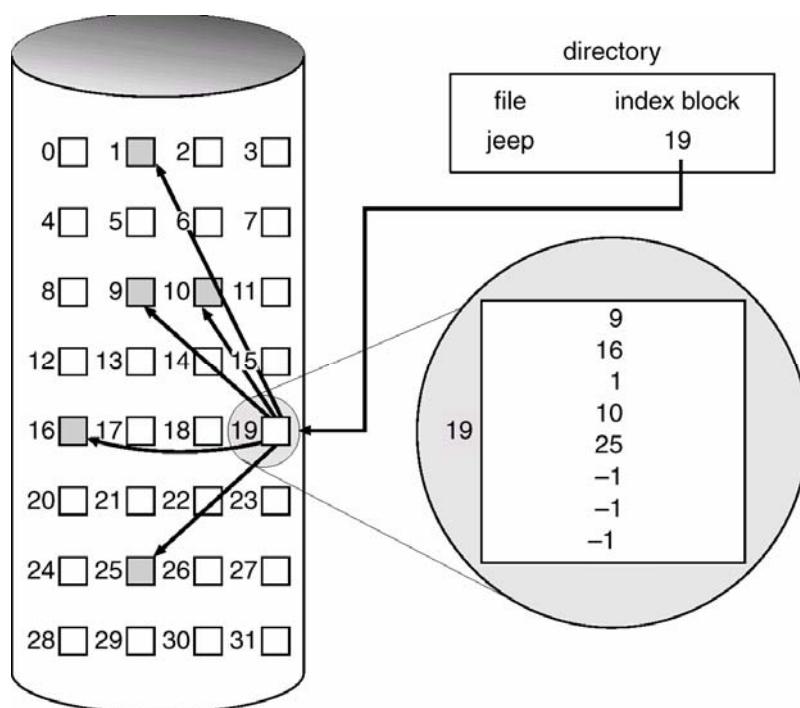 directory
file index block
jeep 19
0 1 2 3
4 5 6 7
8 9 10 11
12 13 14 15
16 17 18 19
20 21 22 23
24 25 26 27
28 29 30 31
19
9
16
1
10
25
–1
–1
–1